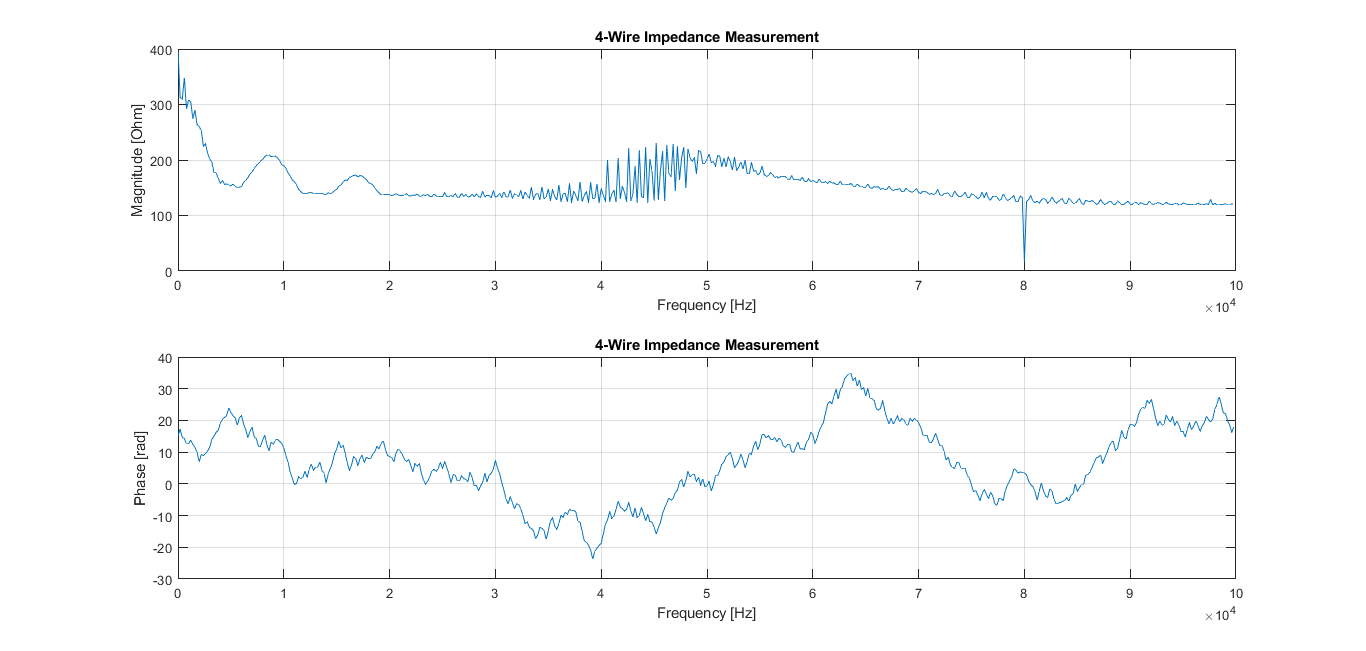 4-Wire Impedance Measurement
Magnitude [Ohm]
400
300
200
100
0
0 1 2 3 4 5 6 7 8 9 10
Frequency [Hz]
×10^4
4-Wire Impedance Measurement
Phase [rad]
40
30
20
10
0
-10
-20
-30
0 1 2 3 4 5 6 7 8 9 10
Frequency [Hz]
×10^4